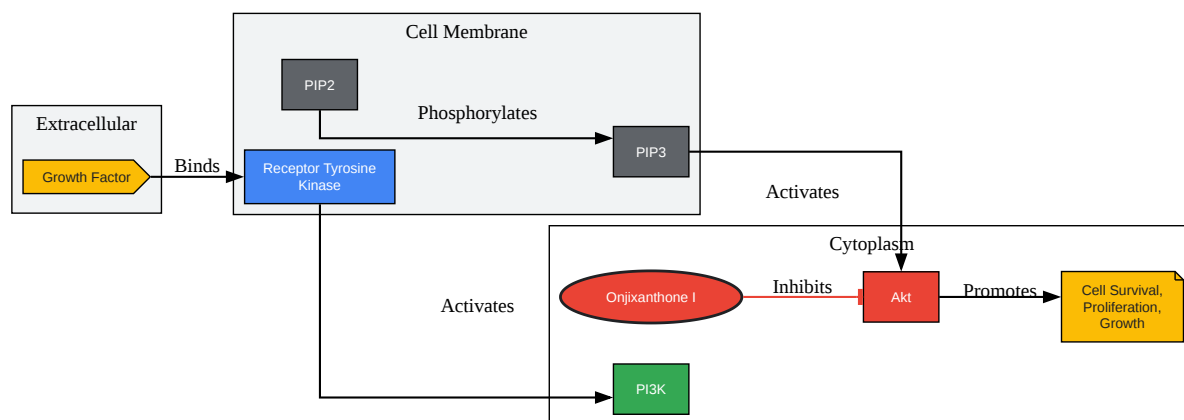 Cell Membrane
PIP2
Phosphorylates
Extracellular
PIP3
Growth Factor
Binds
Receptor Tyrosine
Kinase
Activates
Cytoplasm
Onjixanthone I
Inhibits
Akt
Promotes
Cell Survival,
Proliferation,
Growth
Activates
PI3K